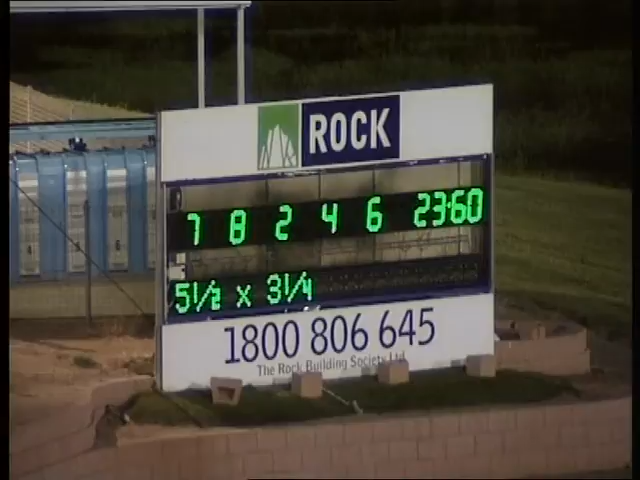 ROCK
7 8 2 4 6 23.60
5½ x 3¼
1800 806 645
The Rock Building Society Ltd